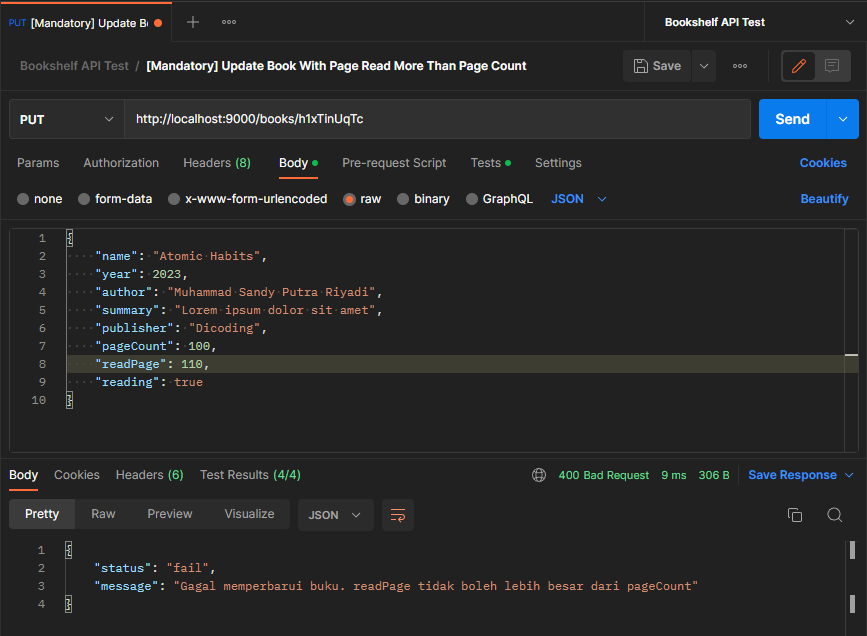 PUT [Mandatory] Update B
Bookshelf API Test
Bookshelf API Test / [Mandatory] Update Book With Page Read More Than Page Count
Save
PUT http://localhost:9000/books/h1xTinUqTc Send
Params Authorization Headers (8) Body Pre-request Script Tests Settings Cookies
none form-data x-www-form-urlencoded raw binary GraphQL JSON Beautify
1 {
2 "name": "Atomic Habits",
3 "year": 2023,
4 "author": "Muhammad Sandy Putra Riyadi",
5 "summary": "Lorem ipsum dolor sit amet",
6 "publisher": "Dicoding",
7 "pageCount": 100,
8 "readPage": 110,
9 "reading": true
10 }
Body Cookies Headers (6) Test Results (4/4) 400 Bad Request 9 ms 306 B Save Response
Pretty Raw Preview Visualize JSON
1 {
2 "status": "fail",
3 "message": "Gagal memperbarui buku. readPage tidak boleh lebih besar dari pageCount"
4 }